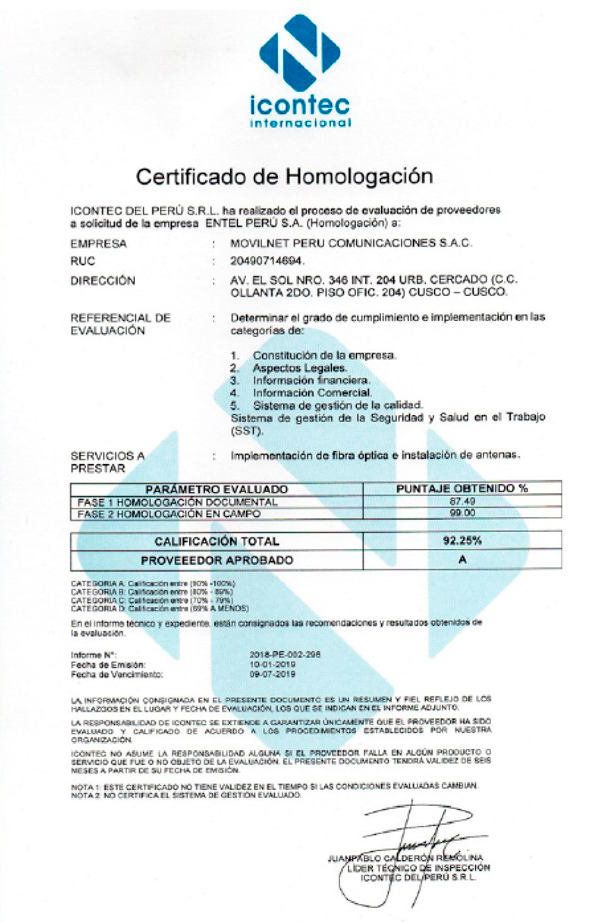 icontec
internacional
Certificado de Homologación
ICONTEC DEL PERÚ S.R.L. ha realizado el proceso de evaluación de proveedores
a solicitud de la empresa ENTEL PERÚ S.A. (Homologación) a:
EMPRESA : MOVILNET PERU COMUNICACIONES S.A.C.
RUC : 20490714694.
DIRECCIÓN : AV. EL SOL NRO. 346 INT. 204 URB. CERCADO (C.C.
OLLANTA 2DO. PISO OFIC. 204) CUSCO – CUSCO.
REFERENCIAL DE : Determinar el grado de cumplimiento e implementación en las
EVALUACIÓN categorías de:
1. Constitución de la empresa.
2. Aspectos Legales.
3. Información financiera.
4. Información Comercial.
5. Sistema de gestión de la calidad.
Sistema de gestión de la Seguridad y Salud en el Trabajo
(SST).
SERVICIOS A : Implementación de fibra óptica e instalación de antenas.
PRESTAR
PARÁMETRO EVALUADO PUNTAJE OBTENIDO %
FASE 1 HOMOLOGACIÓN DOCUMENTAL 87.49
FASE 2 HOMOLOGACIÓN EN CAMPO 99.00
CALIFICACIÓN TOTAL 92.25%
PROVEEEDOR APROBADO A
CATEGORIA A: Calificación entre (90% -100%)
CATEGORIA B: Calificación entre (80% - 89%)
CATEGORIA C: Calificación entre (70% - 79%)
CATEGORIA D: Calificación entre (69% A MENOS)
En el informe técnico y expediente, están consignados las recomendaciones y resultados obtenidos de
la evaluación.
Informe N°: 2018-PE-002-296
Fecha de Emisión: 10-01-2019
Fecha de Vencimiento: 09-07-2019
LA INFORMACIÓN CONSIGNADA EN EL PRESENTE DOCUMENTO ES UN RESUMEN Y FIEL REFLEJO DE LOS
HALLAZGOS EN EL LUGAR Y FECHA DE EVALUACIÓN, LOS QUE SE INDICAN EN EL INFORME ADJUNTO.
LA RESPONSABILIDAD DE ICONTEC SE EXTIENDE A GARANTIZAR ÚNICAMENTE QUE EL PROVEEDOR HA SIDO
EVALUADO Y CALIFICADO DE ACUERDO A LOS PROCEDIMIENTOS ESTABLECIDOS POR NUESTRA
ORGANIZACIÓN.
ICONTEC NO ASUME LA RESPONSABILIDAD ALGUNA SI EL PROVEEDOR FALLA EN ALGÚN PRODUCTO O
SERVICIO QUE FUE O NO OBJETO DE LA EVALUACIÓN. EL PRESENTE DOCUMENTO TENDRÁ VALIDEZ DE SEIS
MESES A PARTIR DE SU FECHA DE EMISIÓN.
NOTA 1: ESTE CERTIFICADO NO TIENE VALIDEZ EN EL TIEMPO SI LAS CONDICIONES EVALUADAS CAMBIAN.
NOTA 2: NO CERTIFICA EL SISTEMA DE GESTIÓN EVALUADO.
JUANPABLO CALDERÓN REMOLINA
LÍDER TÉCNICO DE INSPECCIÓN
ICONTEC DEL PERÚ S.R.L.